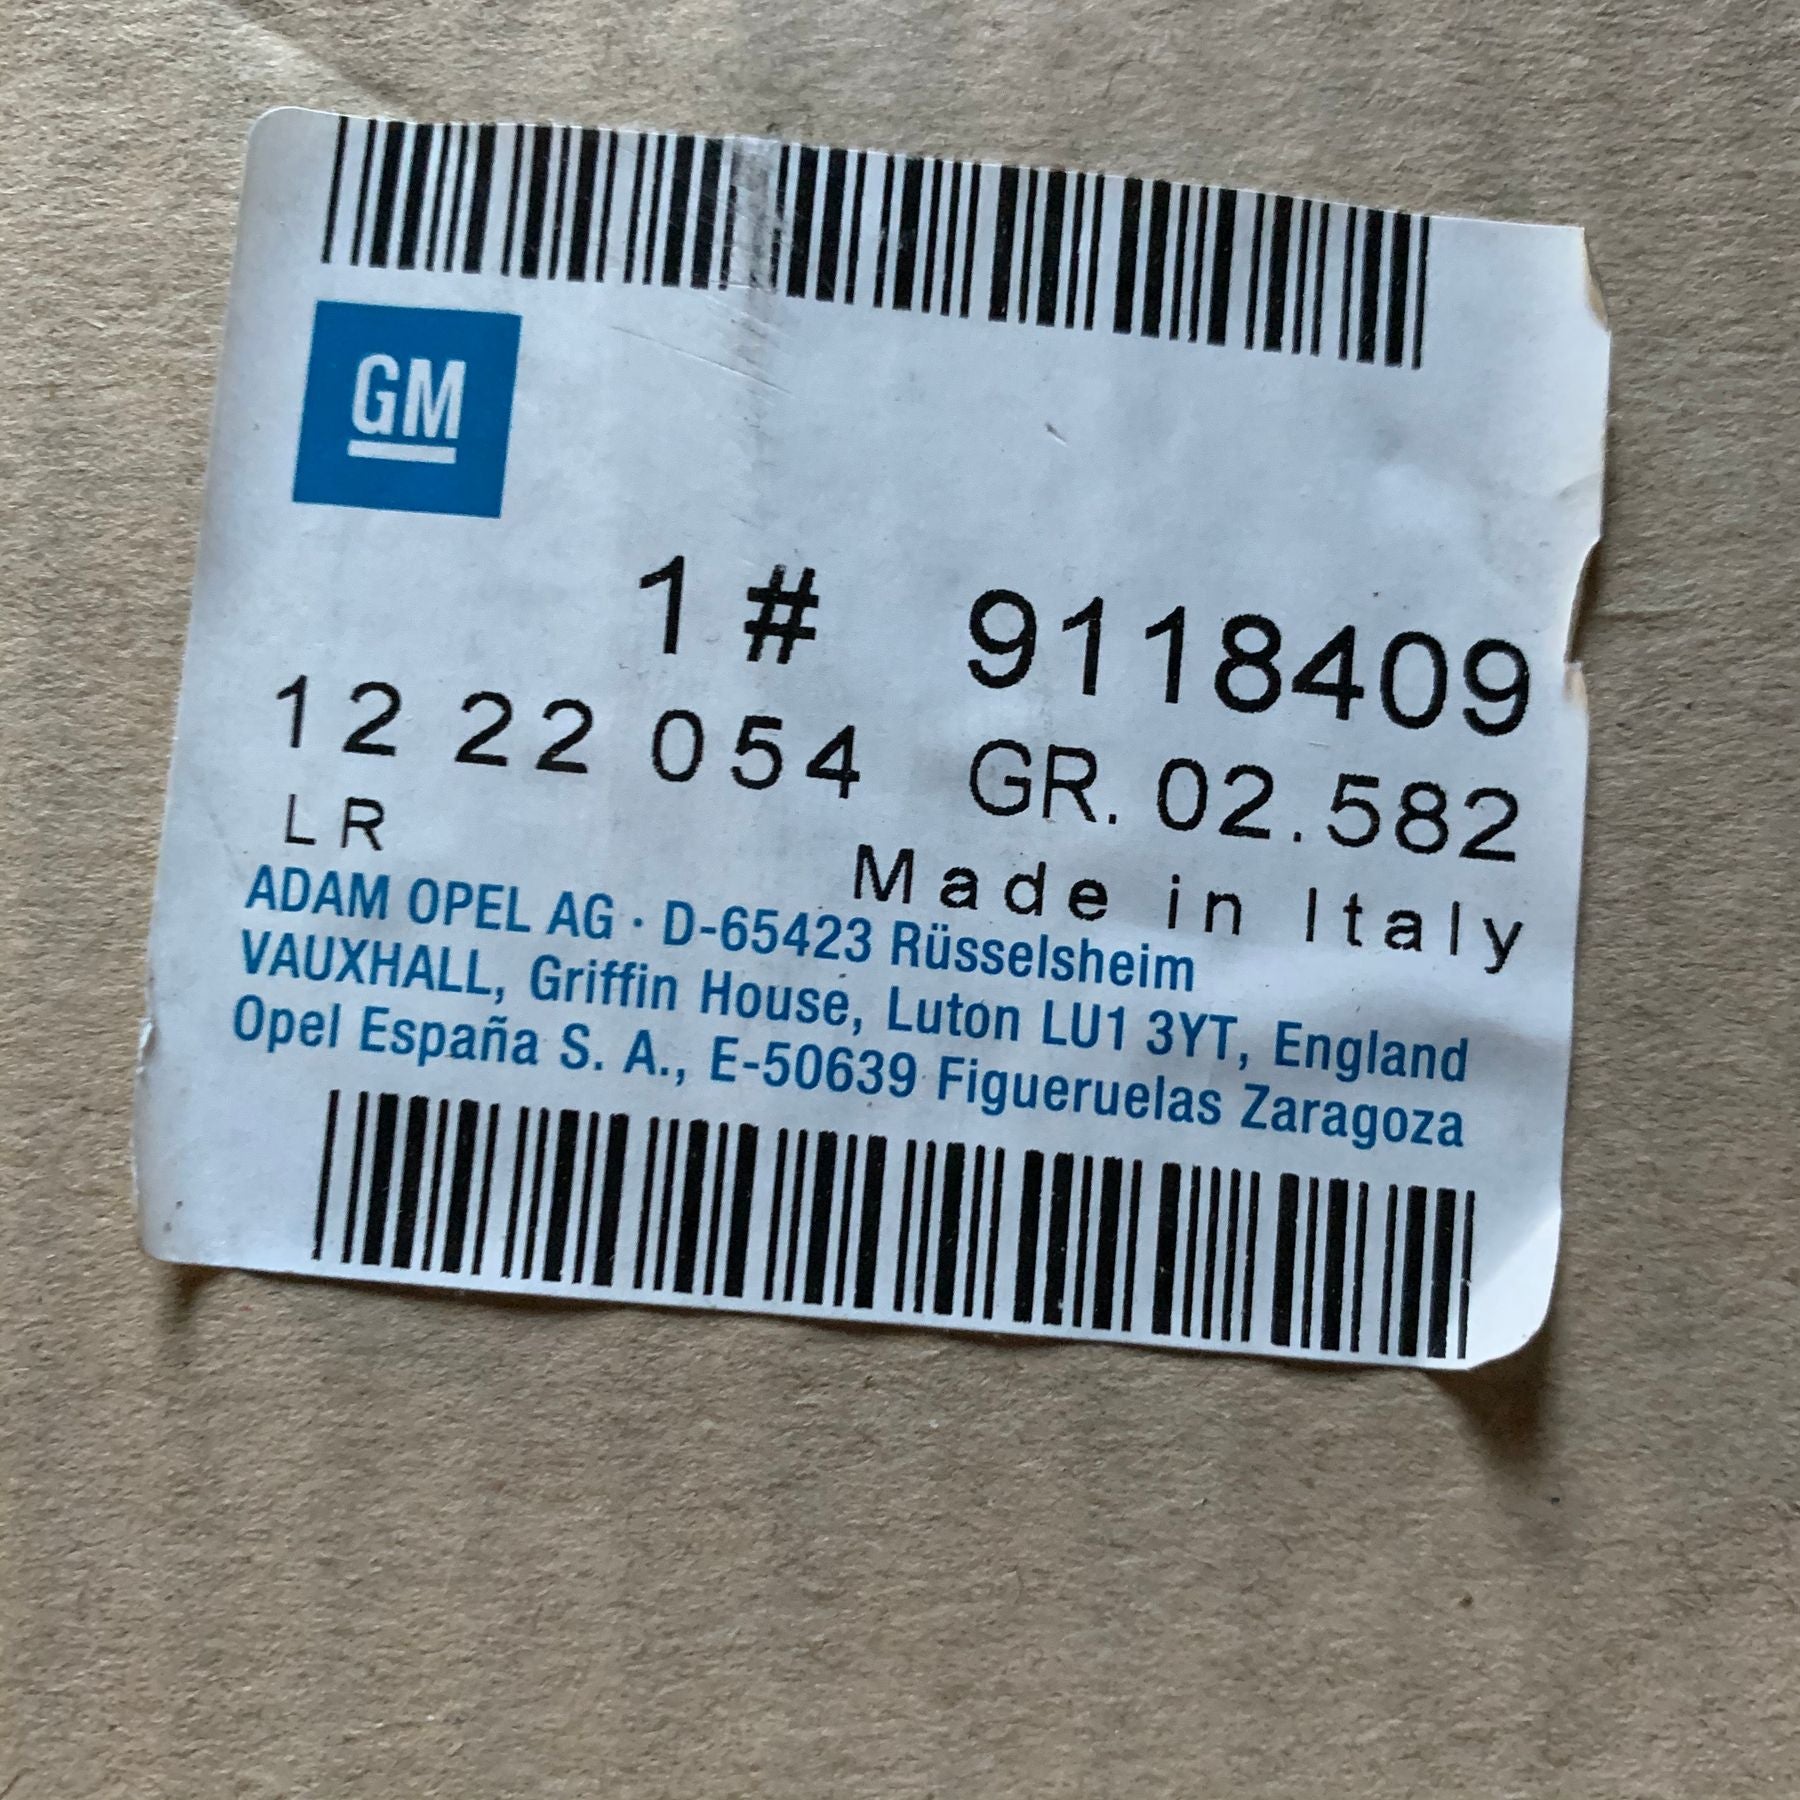 GM
1 # 9118409
12 22 054 GR. 02.582
LR
Made in Italy
ADAM OPEL AG · D-65423 Rüsselsheim
VAUXHALL, Griffin House, Luton LU1 3YT, England
Opel España S. A., E-50639 Figueruelas Zaragoza